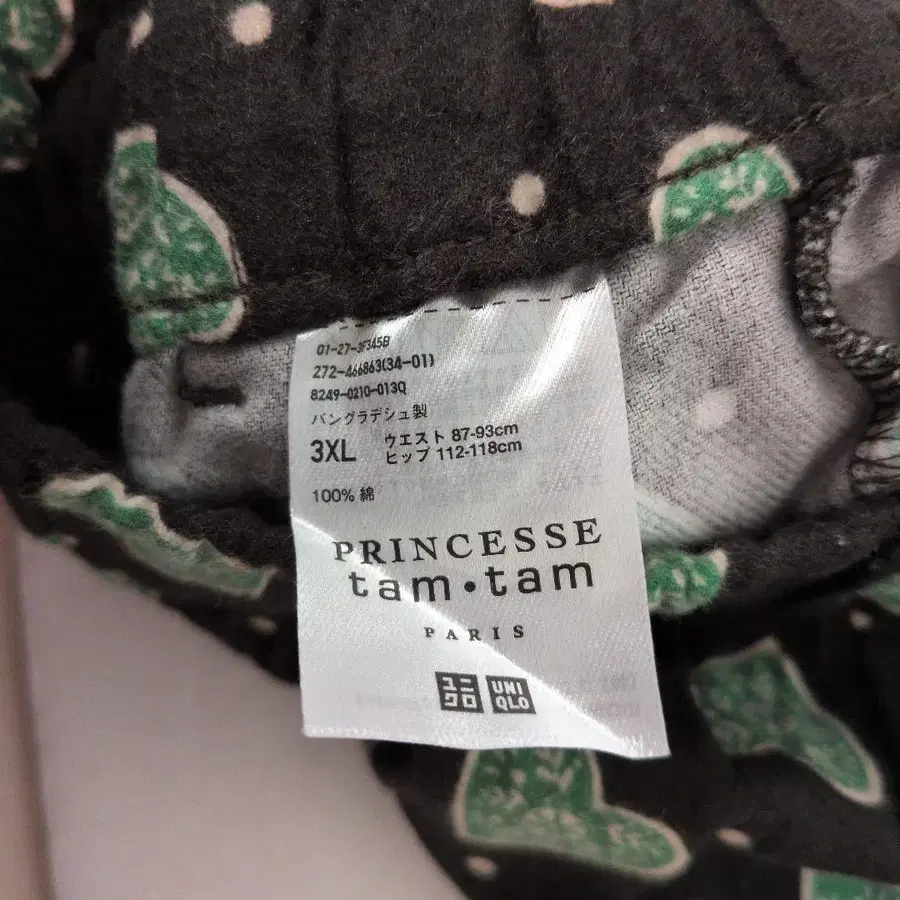 01-27-3F345B
272-466863(34-01)
8249-0210-013Q
バングラデシュ製
3XL ウエスト 87-93cm
ヒップ 112-118cm
100% 綿
PRINCESSE
tam•tam
PARIS
ユニクロ UNIQLO